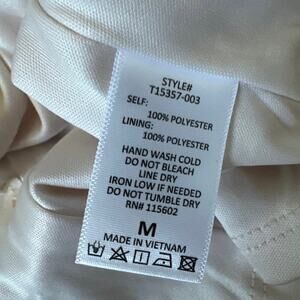 STYLE#
T15357-003
SELF:
100% POLYESTER
LINING:
100% POLYESTER
HAND WASH COLD
DO NOT BLEACH
LINE DRY
IRON LOW IF NEEDED
DO NOT TUMBLE DRY
RN# 115602
M
MADE IN VIETNAM